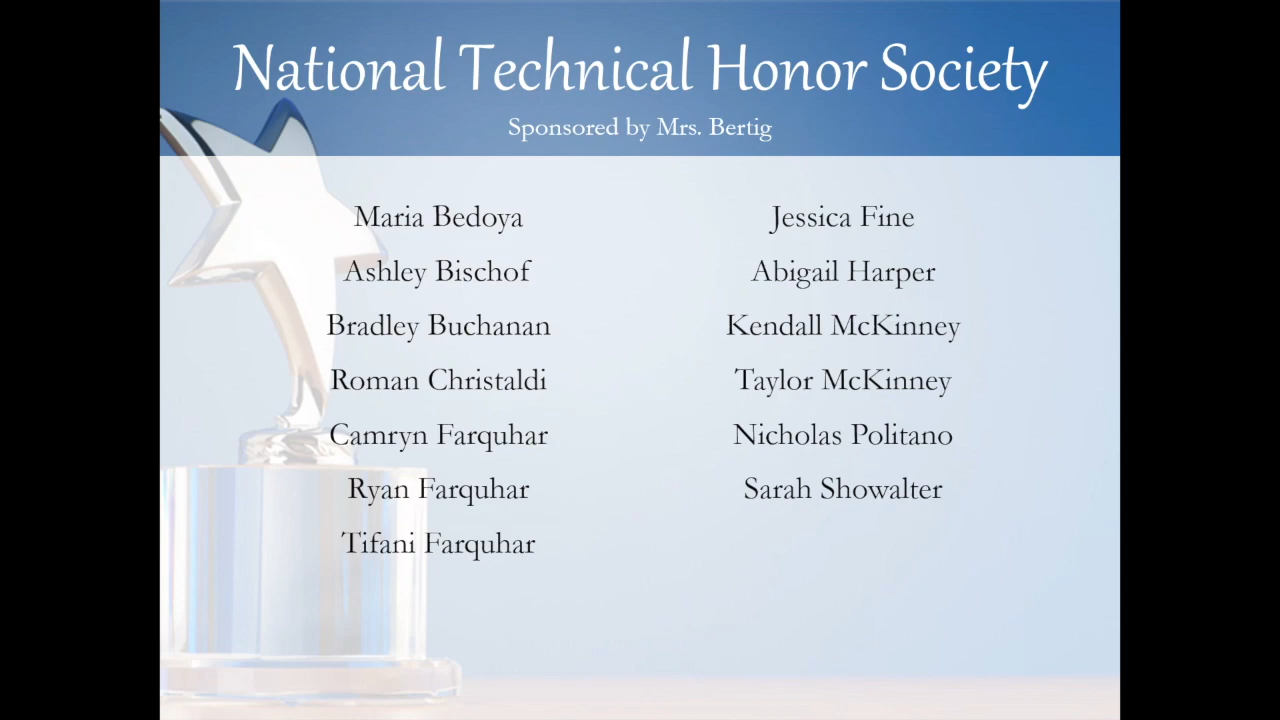 National Technical Honor Society
Sponsored by Mrs. Bertig
Maria Bedoya
Ashley Bischof
Bradley Buchanan
Roman Christaldi
Camryn Farquhar
Ryan Farquhar
Tifani Farquhar
Jessica Fine
Abigail Harper
Kendall McKinney
Taylor McKinney
Nicholas Politano
Sarah Showalter